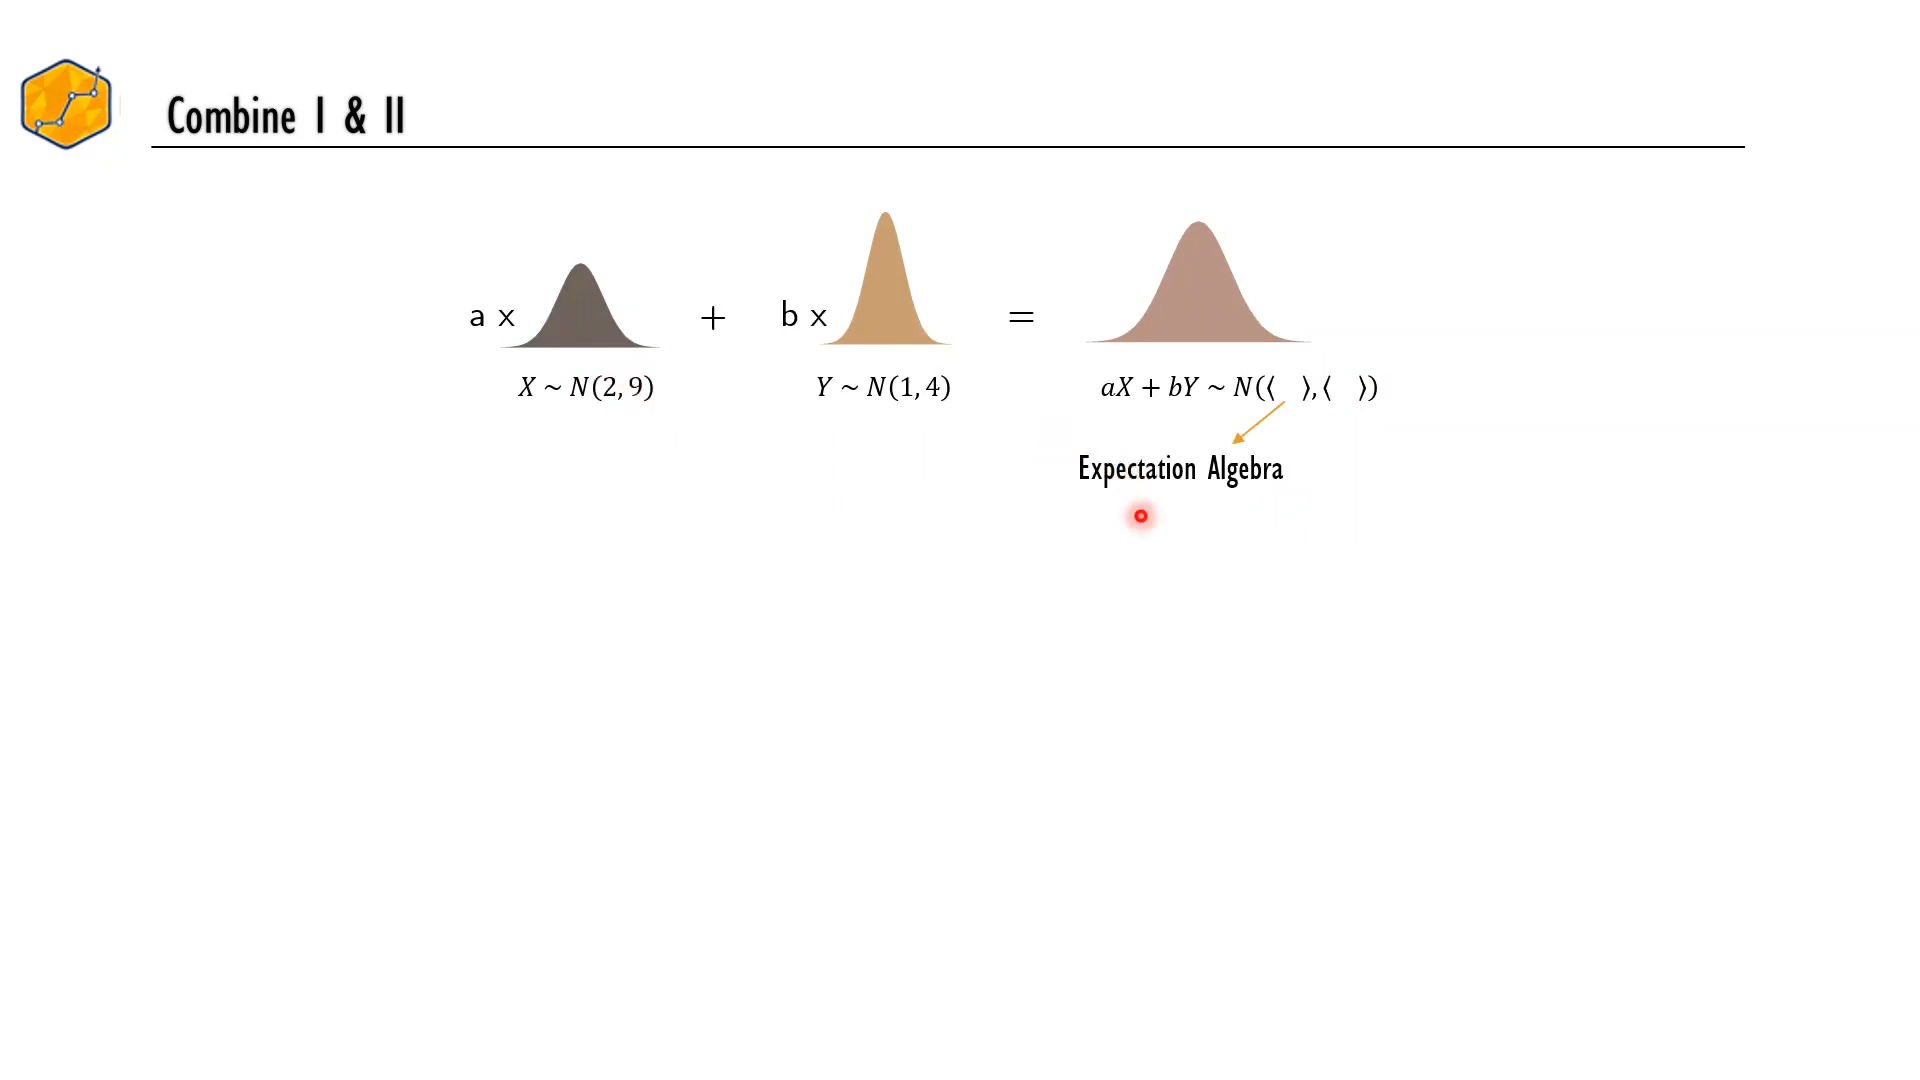 Combine I & II
a x + b x =
X ~ N(2, 9) Y ~ N(1, 4) aX + bY ~ N(⟨ ⟩, ⟨ ⟩)
Expectation Algebra